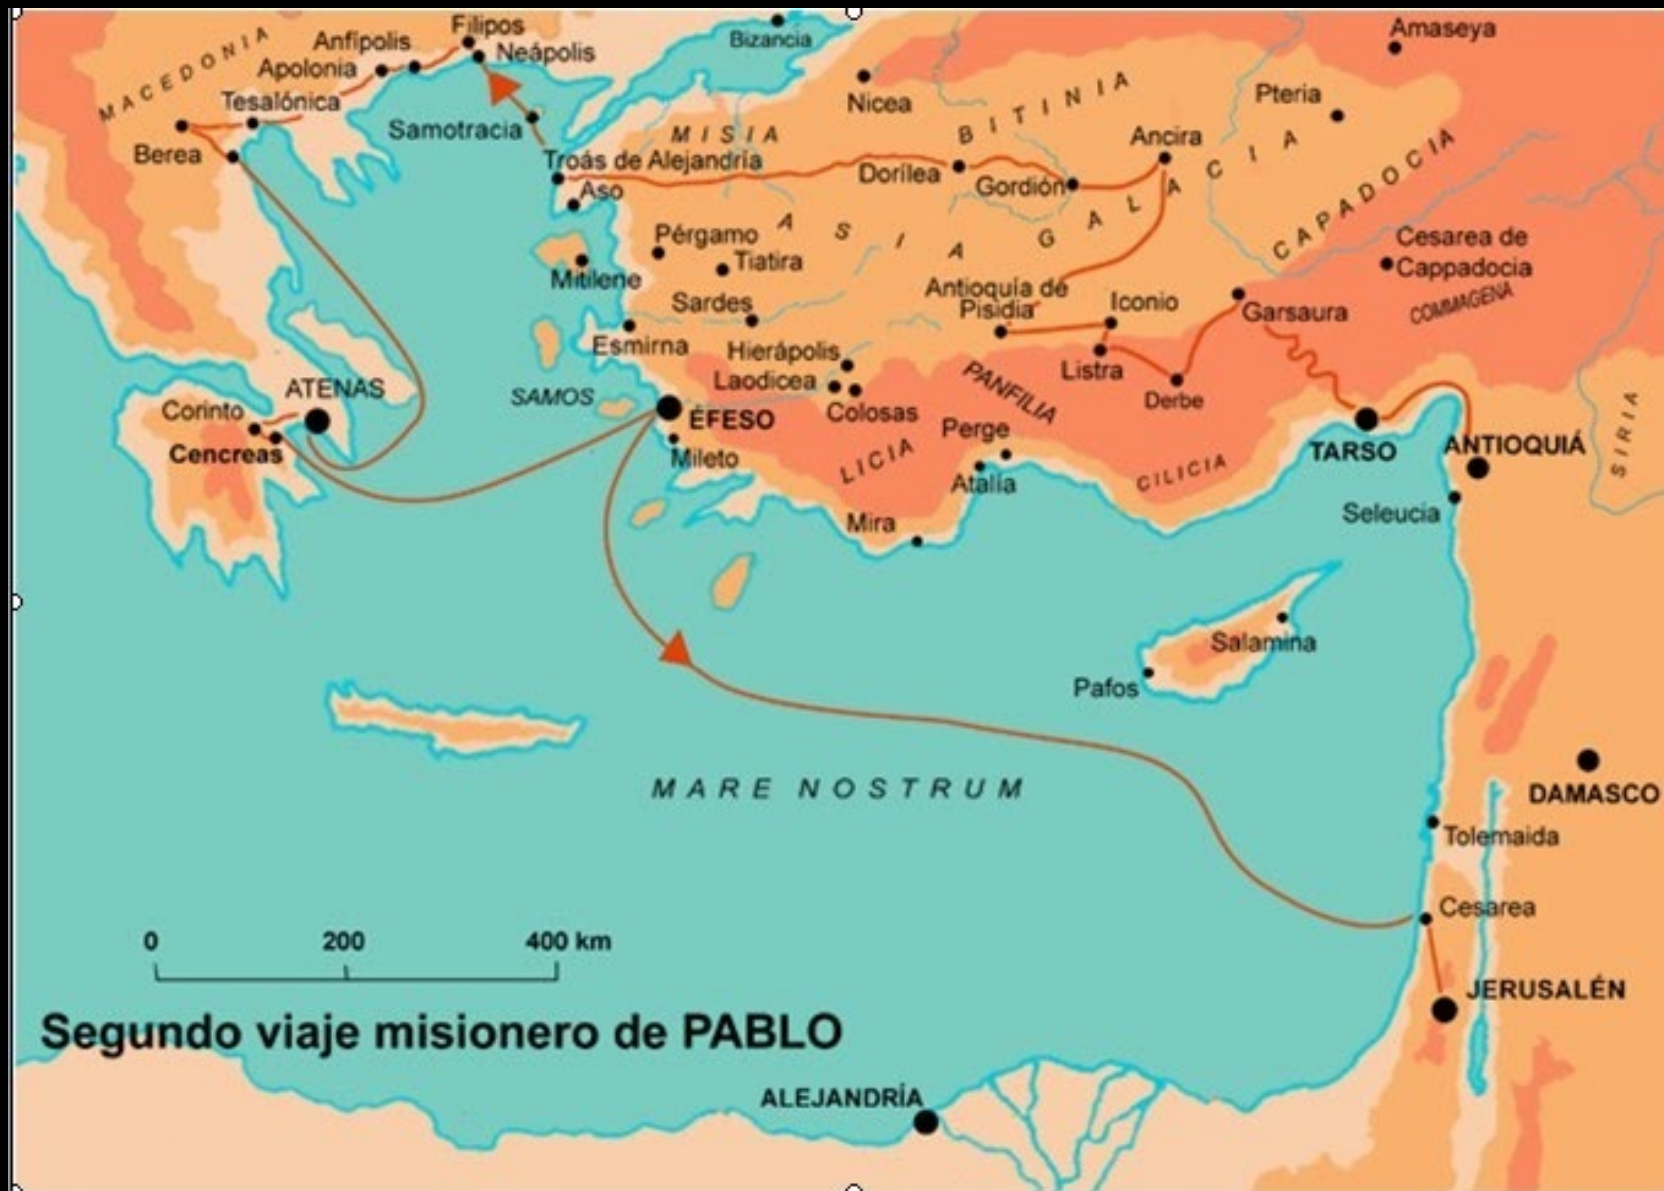 Filipos
Anfípolis
Neápolis
Apolonia
MACEDONIA
Tesalónica
Berea
Samotracia
Bizancia
Amaseya
Nicea
Pteria
BITINIA
MISIA
Ancira
Troás de Alejandría
Dorílea
Gordión
Aso
GALACIA
CAPADOCIA
ASIA
Pérgamo
Tiatira
Mitilene
Cesarea de
Cappadocia
COMMAGENA
Antioquía de
Pisidia
Iconio
Garsaura
Sardes
Esmirna
Hierápolis
Laodicea
Colosas
Listra
Derbe
PANFILIA
SAMOS
ATENAS
Corinto
Cencreas
ÉFESO
Mileto
Perge
LICIA
Atalía
CILICIA
TARSO
ANTIOQUIÁ
SIRIA
Seleucia
Mira
Salamina
Pafos
MARE NOSTRUM
DAMASCO
Tolemaida
Cesarea
0 200 400 km
JERUSALÉN
Segundo viaje misionero de PABLO
ALEJANDRÍA